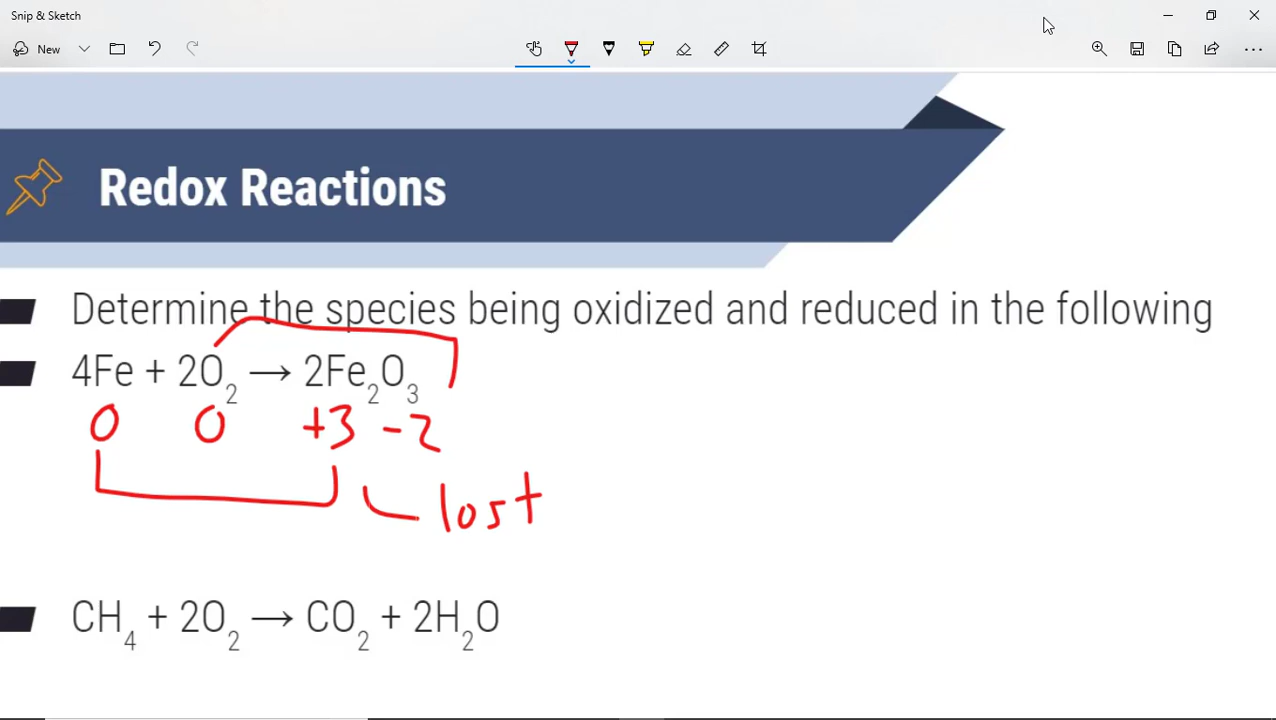 Snip & Sketch
New
Redox Reactions
Determine the species being oxidized and reduced in the following
4Fe + 2O₂ → 2Fe₂O₃
0 0 +3 -2
lost
CH₄ + 2O₂ → CO₂ + 2H₂O